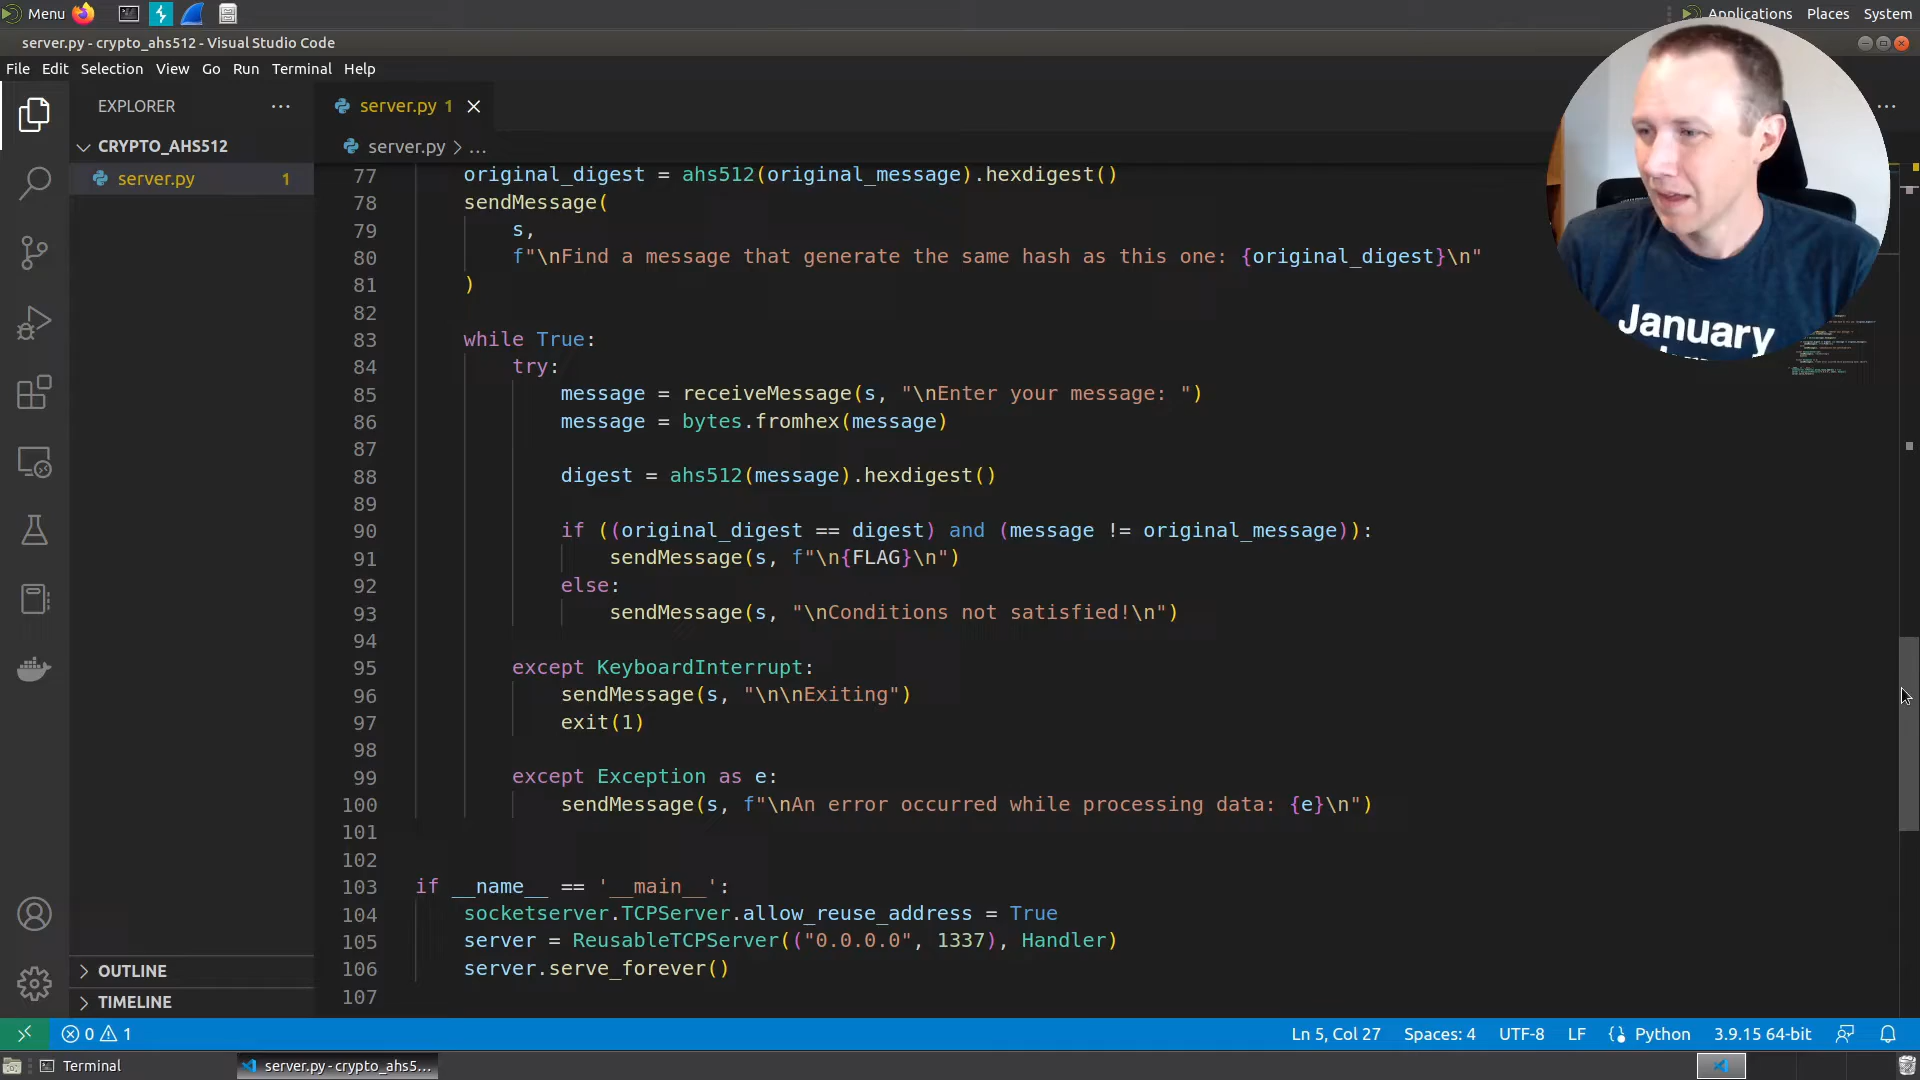 Menu
Applications Places System
server.py - crypto_ahs512 - Visual Studio Code
File Edit Selection View Go Run Terminal Help
EXPLORER
server.py 1
CRYPTO_AHS512
server.py > ...
server.py 1
77 original_digest = ahs512(original_message).hexdigest()
78 sendMessage(
79 s,
80 f"\nFind a message that generate the same hash as this one: {original_digest}\n"
81 )
82
83 while True:
84 try:
85 message = receiveMessage(s, "\nEnter your message: ")
86 message = bytes.fromhex(message)
87
88 digest = ahs512(message).hexdigest()
89
90 if ((original_digest == digest) and (message != original_message)):
91 sendMessage(s, f"\n{FLAG}\n")
92 else:
93 sendMessage(s, "\nConditions not satisfied!\n")
94
95 except KeyboardInterrupt:
96 sendMessage(s, "\n\nExiting")
97 exit(1)
98
99 except Exception as e:
100 sendMessage(s, f"\nAn error occurred while processing data: {e}\n")
101
102
103 if __name__ == '__main__':
104 socketserver.TCPServer.allow_reuse_address = True
105 server = ReusableTCPServer(("0.0.0.0", 1337), Handler)
106 server.serve_forever()
107
January
OUTLINE
TIMELINE
0 1
Ln 5, Col 27 Spaces: 4 UTF-8 LF Python 3.9.15 64-bit
Terminal
server.py - crypto_ahs5...